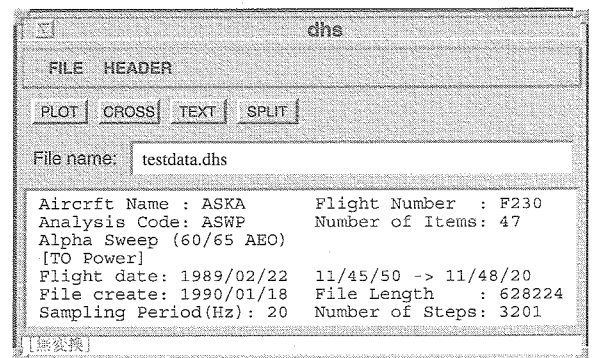 dhs
FILE HEADER
PLOT CROSS TEXT SPLIT
File name: testdata.dhs
Aircrft Name : ASKA Flight Number : F230
Analysis Code: ASWP Number of Items: 47
Alpha Sweep (60/65 AEO)
[TO Power]
Flight date: 1989/02/22 11/45/50 -> 11/48/20
File create: 1990/01/18 File Length : 628224
Sampling Period(Hz): 20 Number of Steps: 3201
[無変換]